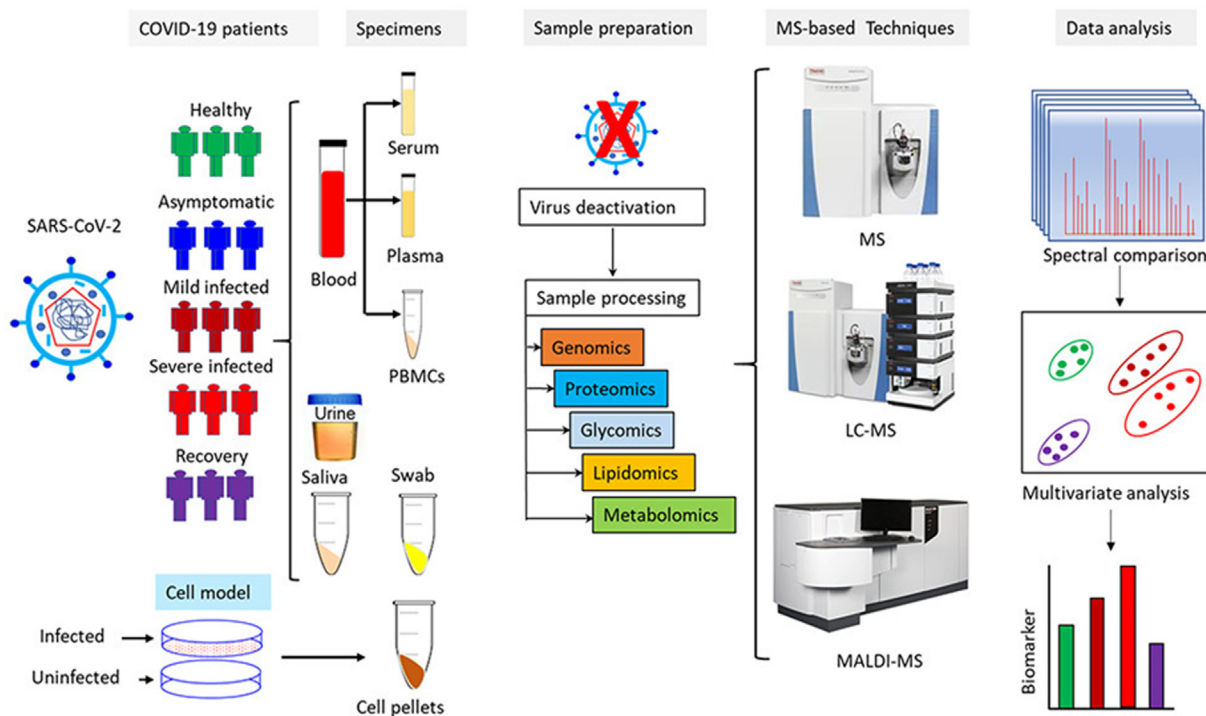 COVID-19 patients
Specimens
Sample preparation
MS-based Techniques
Data analysis
SARS-CoV-2
Healthy
Asymptomatic
Mild infected
Severe infected
Recovery
Cell model
Infected
Uninfected
Blood
Serum
Plasma
PBMCs
Urine
Saliva
Swab
Cell pellets
Virus deactivation
Sample processing
Genomics
Proteomics
Glycomics
Lipidomics
Metabolomics
MS
LC-MS
MALDI-MS
Spectral comparison
Multivariate analysis
Biomarker